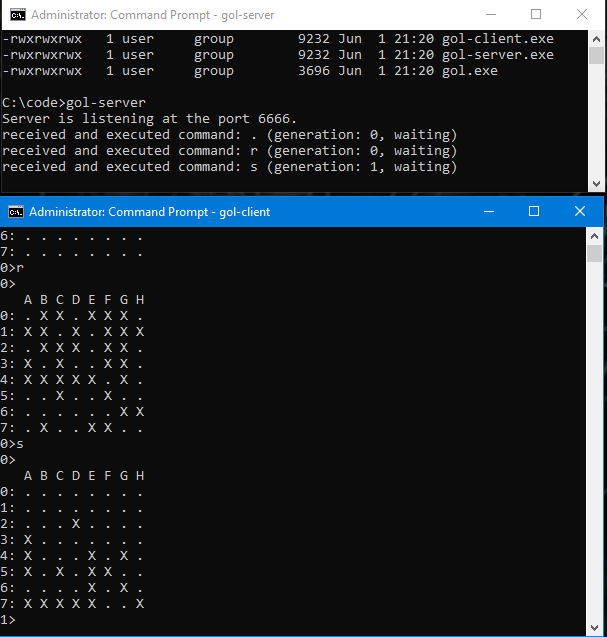 Administrator: Command Prompt - gol-server
-rwxrwxrwx   1 user     group        9232 Jun  1 21:20 gol-client.exe
-rwxrwxrwx   1 user     group        9232 Jun  1 21:20 gol-server.exe
-rwxrwxrwx   1 user     group        3696 Jun  1 21:20 gol.exe
C:\code>gol-server
Server is listening at the port 6666.
received and executed command: . (generation: 0, waiting)
received and executed command: r (generation: 0, waiting)
received and executed command: s (generation: 1, waiting)
Administrator: Command Prompt - gol-client
6: . . . . . . . .
7: . . . . . . . .
0>r
0>
   A B C D E F G H
0: . X X . X X X .
1: X X . X . X X X
2: . X X X . X X .
3: X . X . . X X .
4: X X X X X . X .
5: . . X . . X . .
6: . . . . . . X X
7: . X . . X X . .
0>s
0>
   A B C D E F G H
0: . . . . . . . .
1: . . . . . . . .
2: . . . X . . . .
3: X . . . . . . .
4: X . . . X . X .
5: X . X . X X . .
6: . . . . X . X .
7: X X X X X . . X
1>